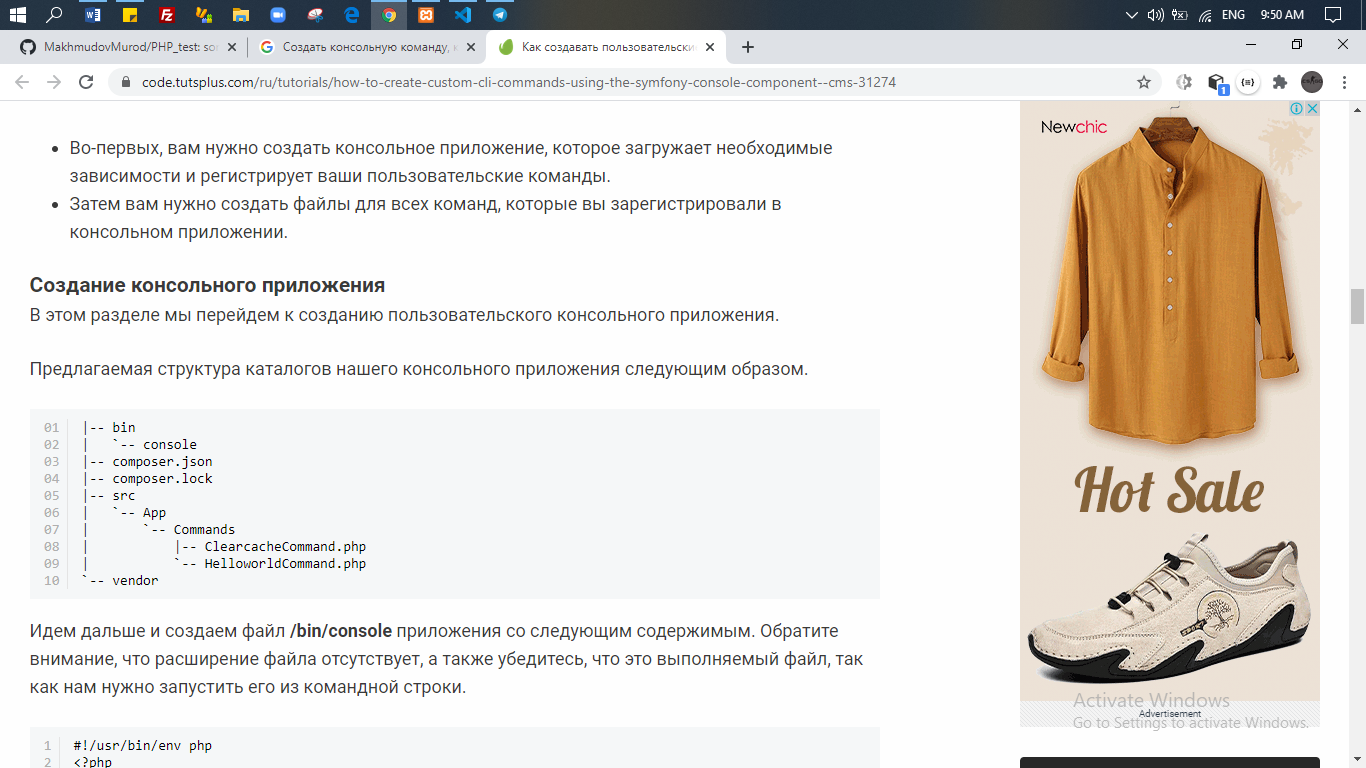 ENG
9:50 AM
MakhmudovMurod/PHP_test: sor
Создать консольную команду, к
Как создавать пользовательски
code.tutsplus.com/ru/tutorials/how-to-create-custom-cli-commands-using-the-symfony-console-component--cms-31274
1
• Во-первых, вам нужно создать консольное приложение, которое загружает необходимые
зависимости и регистрирует ваши пользовательские команды.
• Затем вам нужно создать файлы для всех команд, которые вы зарегистрировали в
консольном приложении.
Создание консольного приложения
В этом разделе мы перейдем к созданию пользовательского консольного приложения.
Предлагаемая структура каталогов нашего консольного приложения следующим образом.
01 |-- bin
02 |   `-- console
03 |-- composer.json
04 |-- composer.lock
05 |-- src
06 |   `-- App
07 |       `-- Commands
08 |           |-- ClearcacheCommand.php
09 |           `-- HelloworldCommand.php
10 `-- vendor
Идем дальше и создаем файл /bin/console приложения со следующим содержимым. Обратите
внимание, что расширение файла отсутствует, а также убедитесь, что это выполняемый файл, так
как нам нужно запустить его из командной строки.
1 #!/usr/bin/env php
2 <?php
Newchic
Hot Sale
Activate Windows
Advertisement
Go to Settings to activate Windows.